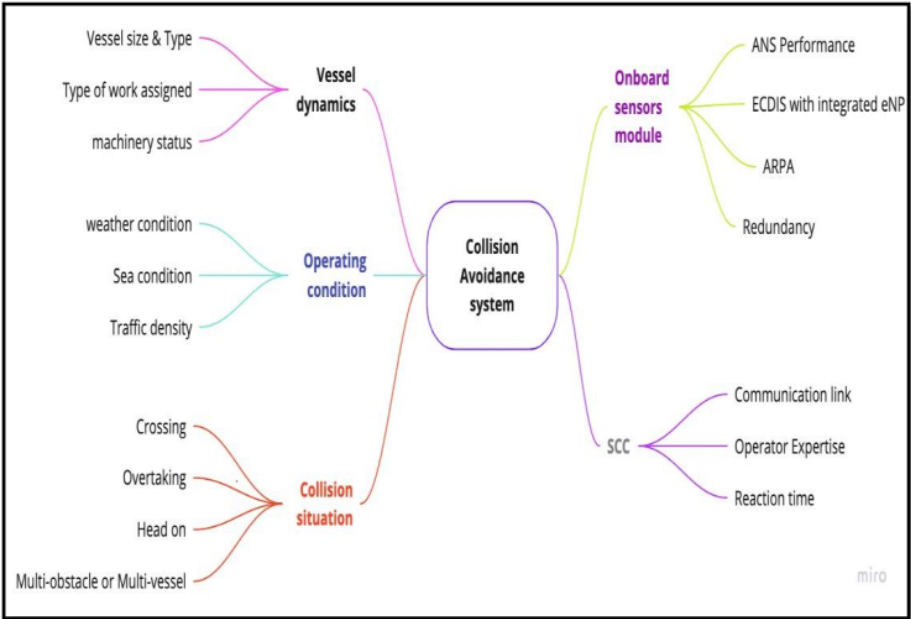 Vessel size & Type
Type of work assigned
machinery status
Vessel
dynamics
weather condition
Sea condition
Traffic density
Operating
condition
Crossing
Overtaking
Head on
Multi-obstacle or Multi-vessel
Collision
situation
Collision
Avoidance
system
Onboard
sensors
module
ANS Performance
ECDIS with integrated eNP
ARPA
Redundancy
SCC
Communication link
Operator Expertise
Reaction time
miro